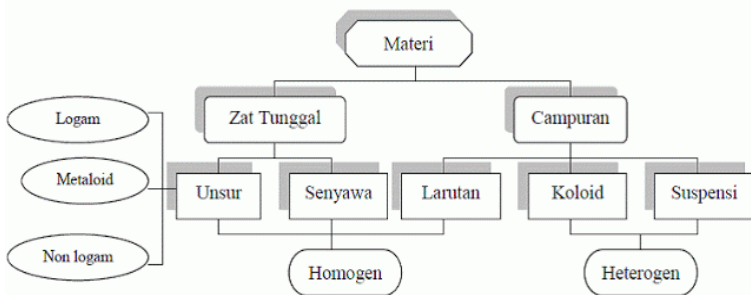 Materi
Zat Tunggal
Campuran
Logam
Metaloid
Non logam
Unsur
Senyawa
Larutan
Koloid
Suspensi
Homogen
Heterogen